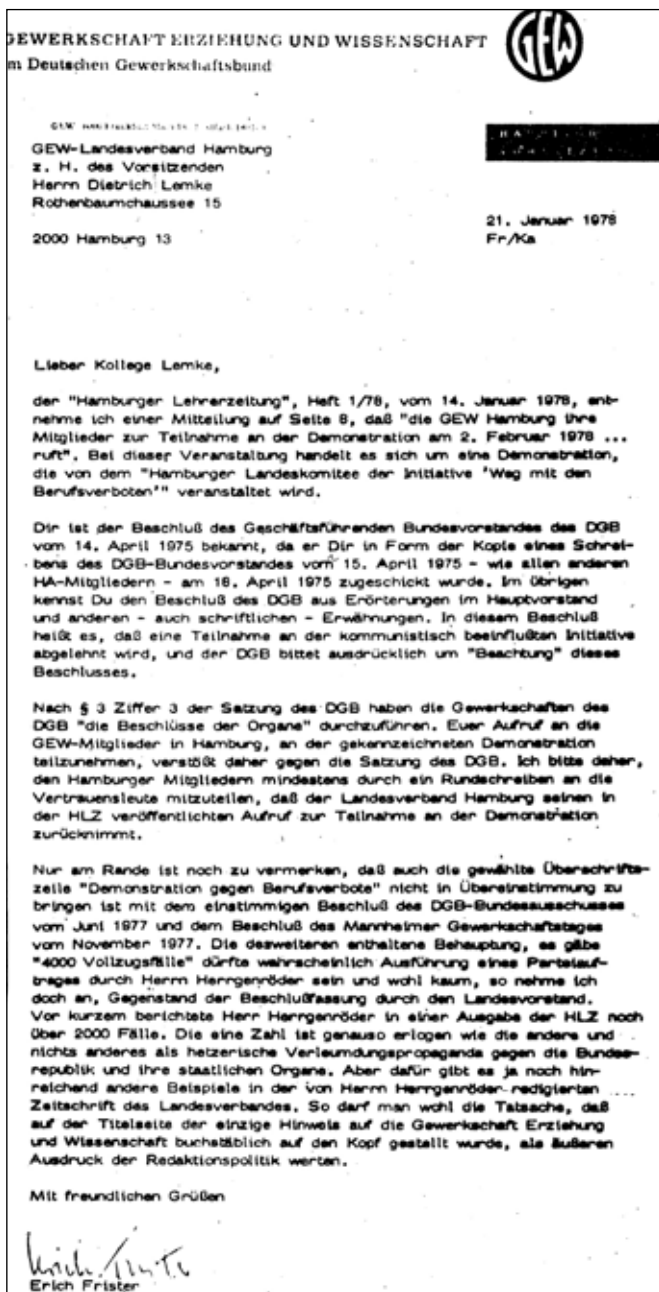 GEWERKSCHAFT ERZIEHUNG UND WISSENSCHAFT
m Deutschen Gewerkschaftsbund
GEW
GEW-Landesverband Hamburg
z. H. des Vorsitzenden
Herrn Dietrich Lemke
Rothenbaumchaussee 15
21. Januar 1978
2000 Hamburg 13
Fr/Ka
Lieber Kollege Lemke,
der "Hamburger Lehrerzeitung", Heft 1/78, vom 14. Januar 1978, ent-
nehme ich einer Mitteilung auf Seite 8, daß "die GEW Hamburg ihre
Mitglieder zur Teilnahme an der Demonstration am 2. Februar 1978 ...
ruft". Bei dieser Veranstaltung handelt es sich um eine Demonstration,
die von dem "Hamburger Landeskomitee der Initiative 'Weg mit den
Berufsverboten'" veranstaltet wird.
Dir ist der Beschluß des Geschäftsführenden Bundesvorstandes des DGB
vom 14. April 1975 bekannt, da er Dir in Form der Kopie eines Schrei-
bens des DGB-Bundesvorstandes vom 15. April 1975 - wie allen anderen
HA-Mitgliedern - am 16. April 1975 zugeschickt wurde. Im übrigen
kennst Du den Beschluß des DGB aus Erörterungen im Hauptvorstand
und anderen - auch schriftlichen - Erwähnungen. In diesem Beschluß
heißt es, daß eine Teilnahme an der kommunistisch beeinflußten Initiative
abgelehnt wird, und der DGB bittet ausdrücklich um "Beachtung" dieses
Beschlusses.
Nach § 3 Ziffer 3 der Satzung des DGB haben die Gewerkschaften des
DGB "die Beschlüsse der Organe" durchzuführen. Euer Aufruf an die
GEW-Mitglieder in Hamburg, an der gekennzeichneten Demonstration
teilzunehmen, verstößt daher gegen die Satzung des DGB. Ich bitte daher,
den Hamburger Mitgliedern mindestens durch ein Rundschreiben an die
Vertrauensleute mitzuteilen, daß der Landesverband Hamburg seinen in
der HLZ veröffentlichten Aufruf zur Teilnahme an der Demonstration
zurücknimmt.
Nur am Rande ist noch zu vermerken, daß auch die gewählte Überschrifts-
zeile "Demonstration gegen Berufsverbote" nicht in Übereinstimmung zu
bringen ist mit dem einstimmigen Beschluß des DGB-Bundesausschusses
vom Juni 1977 und dem Beschluß des Mannheimer Gewerkschaftstages
vom November 1977. Die desweiteren enthaltene Behauptung, es gäbe
"4000 Vollzugsfälle" dürfte wahrscheinlich Ausführung eines Parteiauf-
trages durch Herrn Herrgenröder sein und wohl kaum, so nehme ich
doch an, Gegenstand der Beschlußfassung durch den Landesvorstand.
Vor kurzem berichtete Herr Herrgenröder in einer Ausgabe der HLZ noch
über 2000 Fälle. Die eine Zahl ist genauso erlogen wie die andere und
nichts anderes als hetzerische Verleumdungspropaganda gegen die Bundes-
republik und ihre staatlichen Organe. Aber dafür gibt es ja noch hin-
reichend andere Beispiele in der von Herrn Herrgenröder redigierten
Zeitschrift des Landesverbandes. So darf man wohl die Tatsache, daß
auf der Titelseite der einzige Hinweis auf die Gewerkschaft Erziehung
und Wissenschaft buchstäblich auf den Kopf gestellt wurde, als äußeren
Ausdruck der Redaktionspolitik werten.
Mit freundlichen Grüßen
Erich Frister
Erich Frister